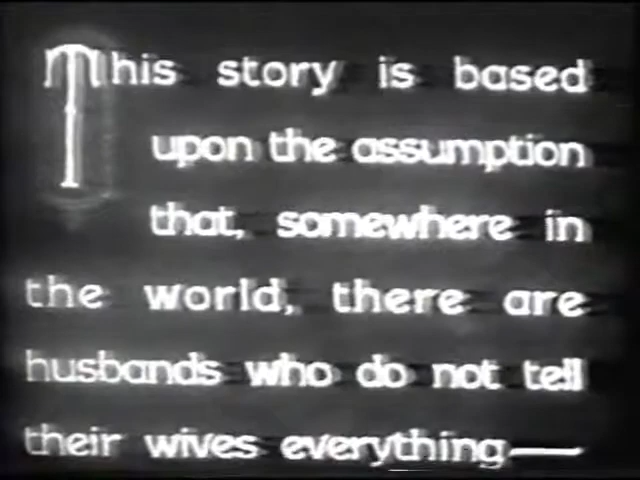 This story is based
upon the assumption
that, somewhere in
the world, there are
husbands who do not tell
their wives everything—